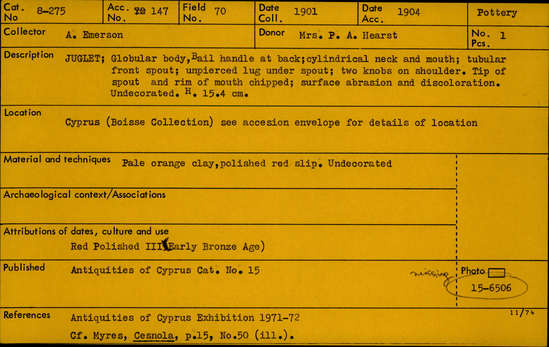 Cat. No 8-275 Acc. No. 147 Field No. 70 Date Coll. 1901 Date Acc. 1904 Pottery
Collector A. Emerson Donor Mrs. P. A. Hearst No. Pcs. 1
Description JUGLET; Globular body,Bail handle at back;cylindrical neck and mouth; tubular
front spout; unpierced lug under spout; two knobs on shoulder. Tip of
spout and rim of mouth chipped; surface abrasion and discoloration.
Undecorated. H. 15.4 cm.
Location
Cyprus (Boisse Collection) see accesion envelope for details of location
Material and techniques Pale orange clay,polished red slip. Undecorated
Archaeological context/Associations
Attributions of dates, culture and use
Red Polished III(Early Bronze Age)
Published Antiquities of Cyprus Cat. No. 15 missing Photo
15-6506
11/76
References Antiquities of Cyprus Exhibition 1971-72
Cf. Myres, Cesnola, p.15, No.50 (ill.).